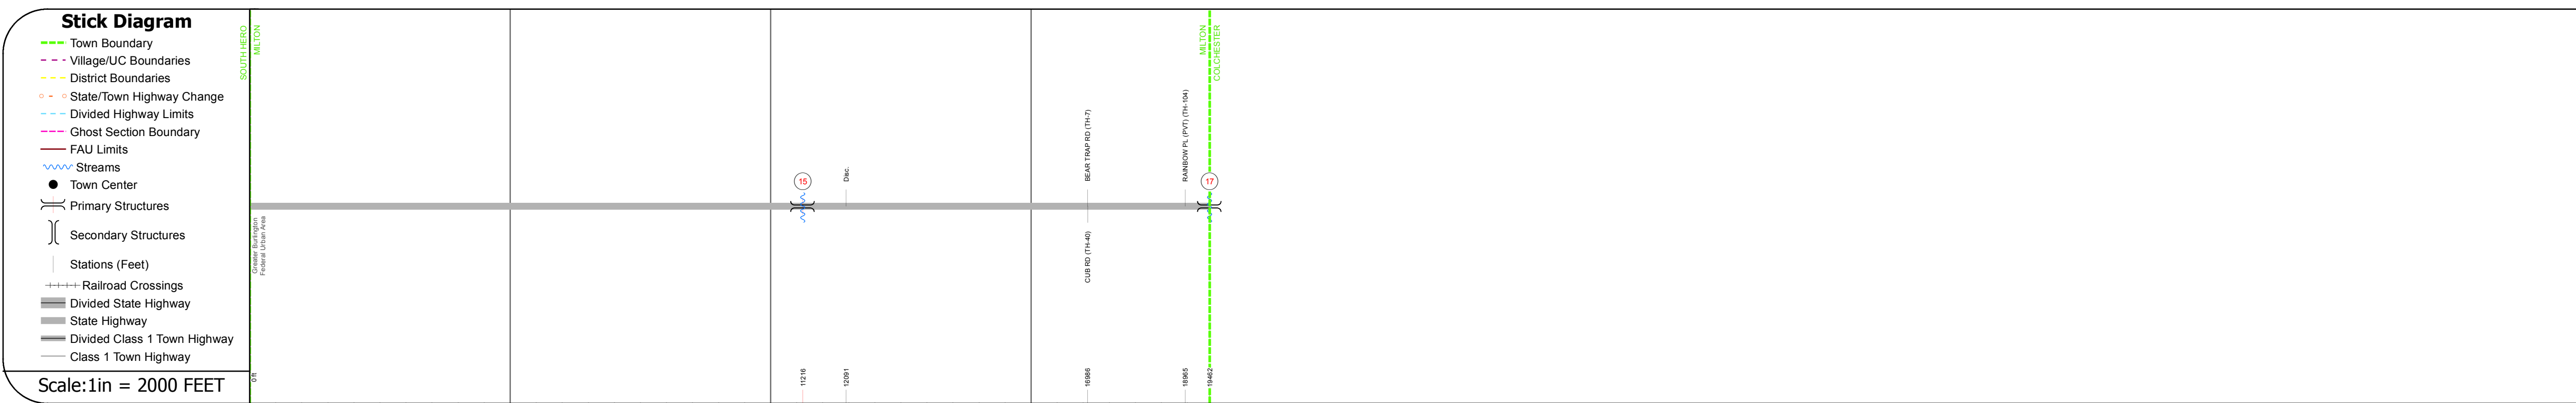 Stick Diagram
Town Boundary
Village/UC Boundaries
District Boundaries
State/Town Highway Change
Divided Highway Limits
Ghost Section Boundary
FAU Limits
Streams
Town Center
Primary Structures
Secondary Structures
Stations (Feet)
Railroad Crossings
Divided State Highway
State Highway
Divided Class 1 Town Highway
Class 1 Town Highway
Scale:1in = 2000 FEET
SOUTH HERO
MILTON
Greater Burlington
Federal Urban Area
0 ft
15
11216
Disc.
12091
BEAR TRAP RD (TH-7)
CUB RD (TH-40)
16986
RAINBOW PL (PVT) (TH-104)
18965
MILTON
COLCHESTER
17
19462